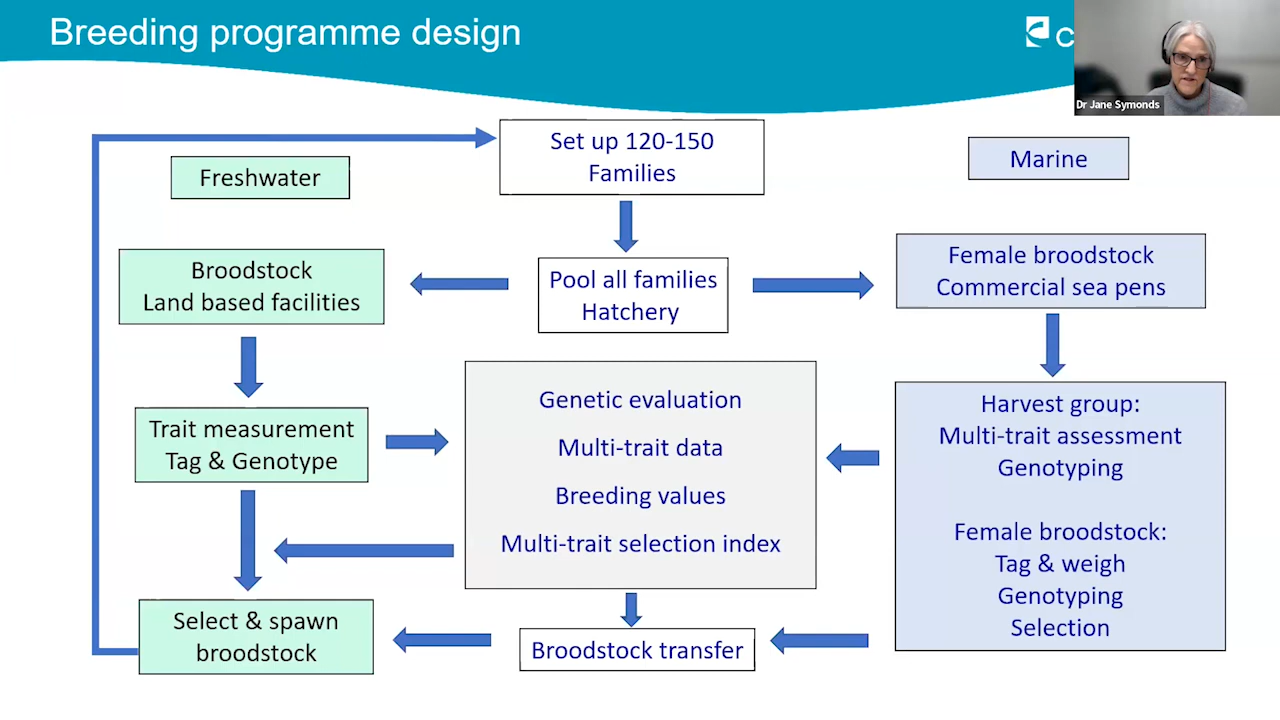 Breeding programme design
Dr Jane Symonds
Set up 120-150
Families
Freshwater
Marine
Broodstock
Land based facilities
Pool all families
Hatchery
Female broodstock
Commercial sea pens
Trait measurement
Tag & Genotype
Genetic evaluation
Multi-trait data
Breeding values
Multi-trait selection index
Harvest group:
Multi-trait assessment
Genotyping
Female broodstock:
Tag & weigh
Genotyping
Selection
Select & spawn
broodstock
Broodstock transfer